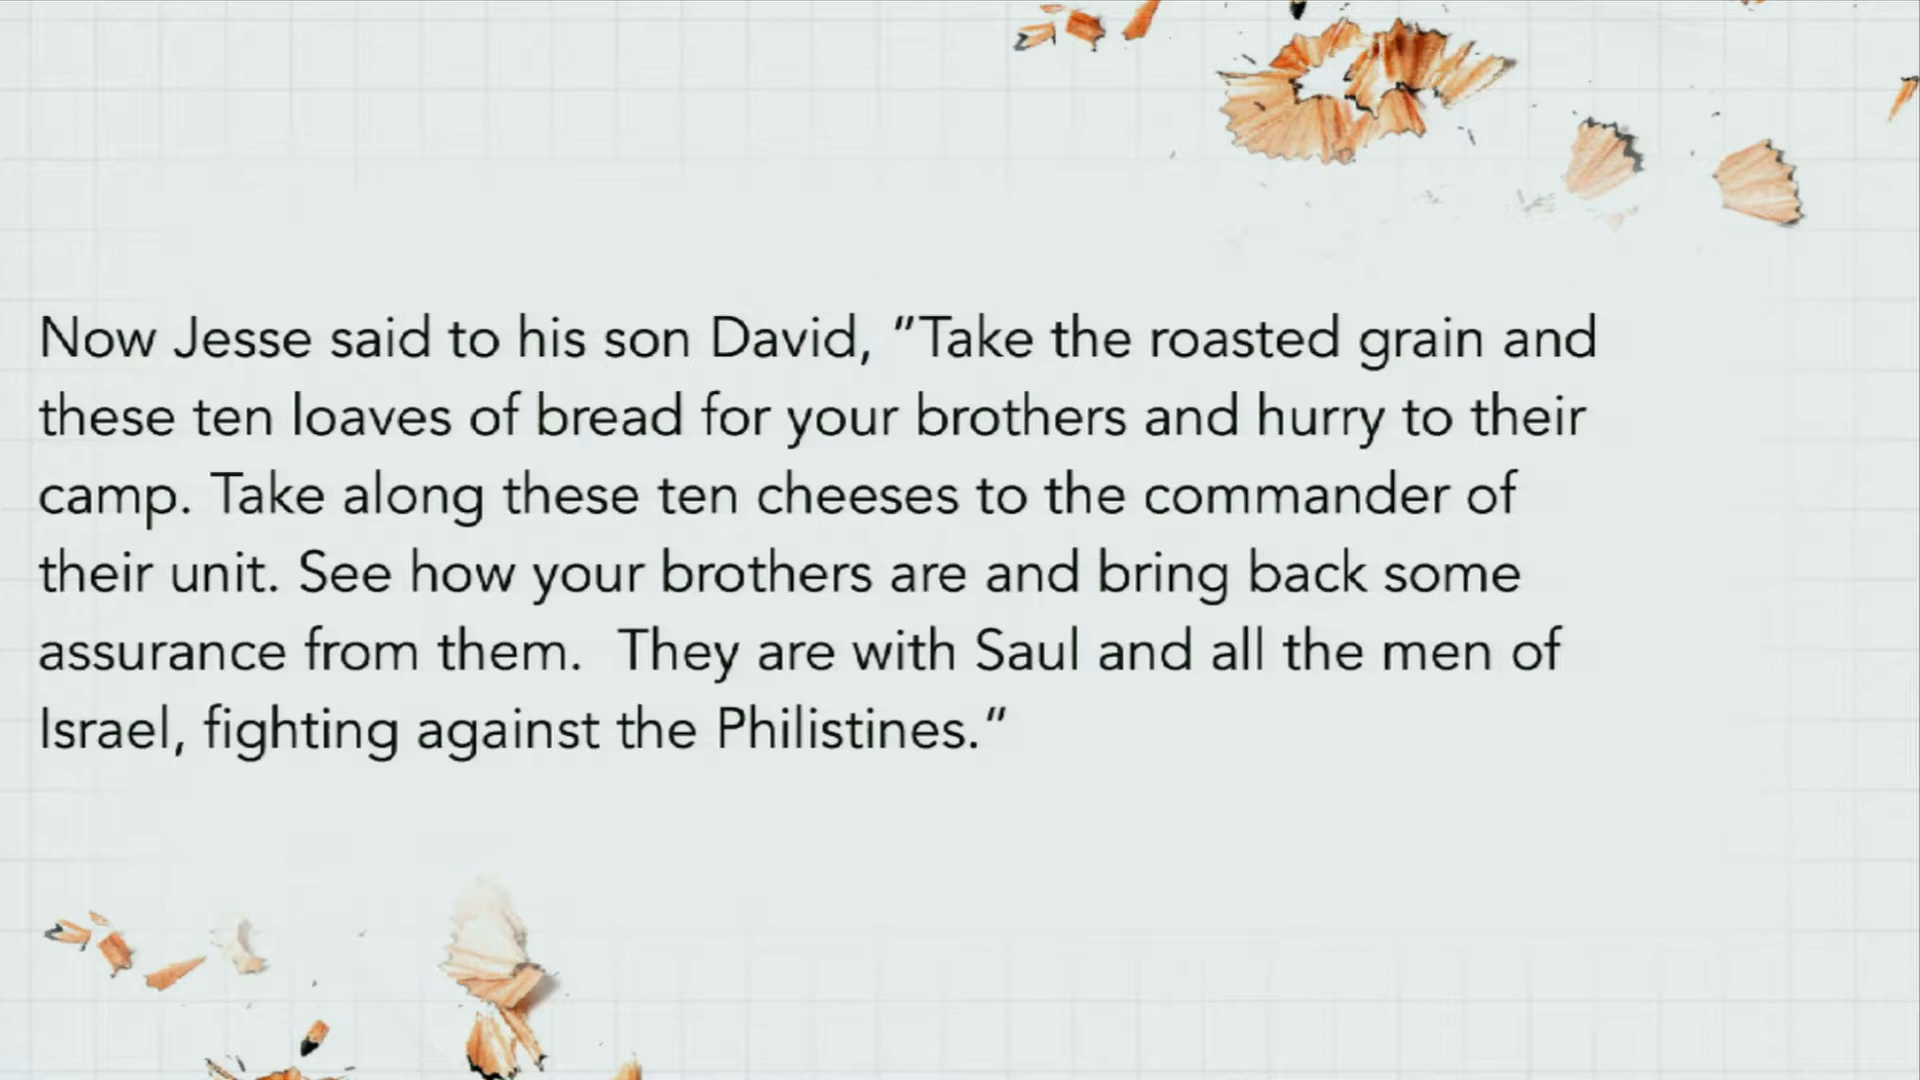 Now Jesse said to his son David, "Take the roasted grain and
these ten loaves of bread for your brothers and hurry to their
camp. Take along these ten cheeses to the commander of
their unit. See how your brothers are and bring back some
assurance from them.  They are with Saul and all the men of
Israel, fighting against the Philistines."